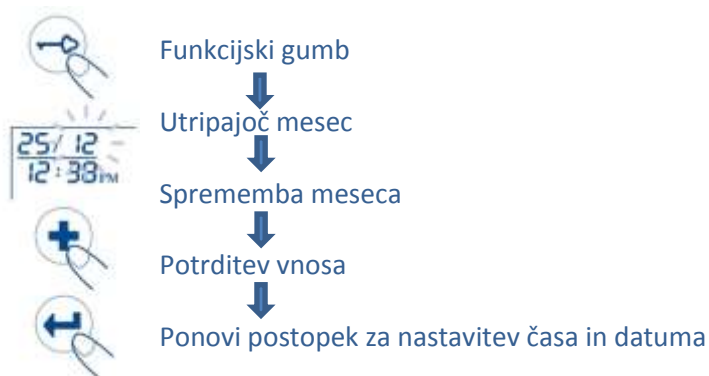 Funkcijski gumb
Utripajoč mesec
25/ 12
12:38PM
Sprememba meseca
Potrditev vnosa
Ponovi postopek za nastavitev časa in datuma